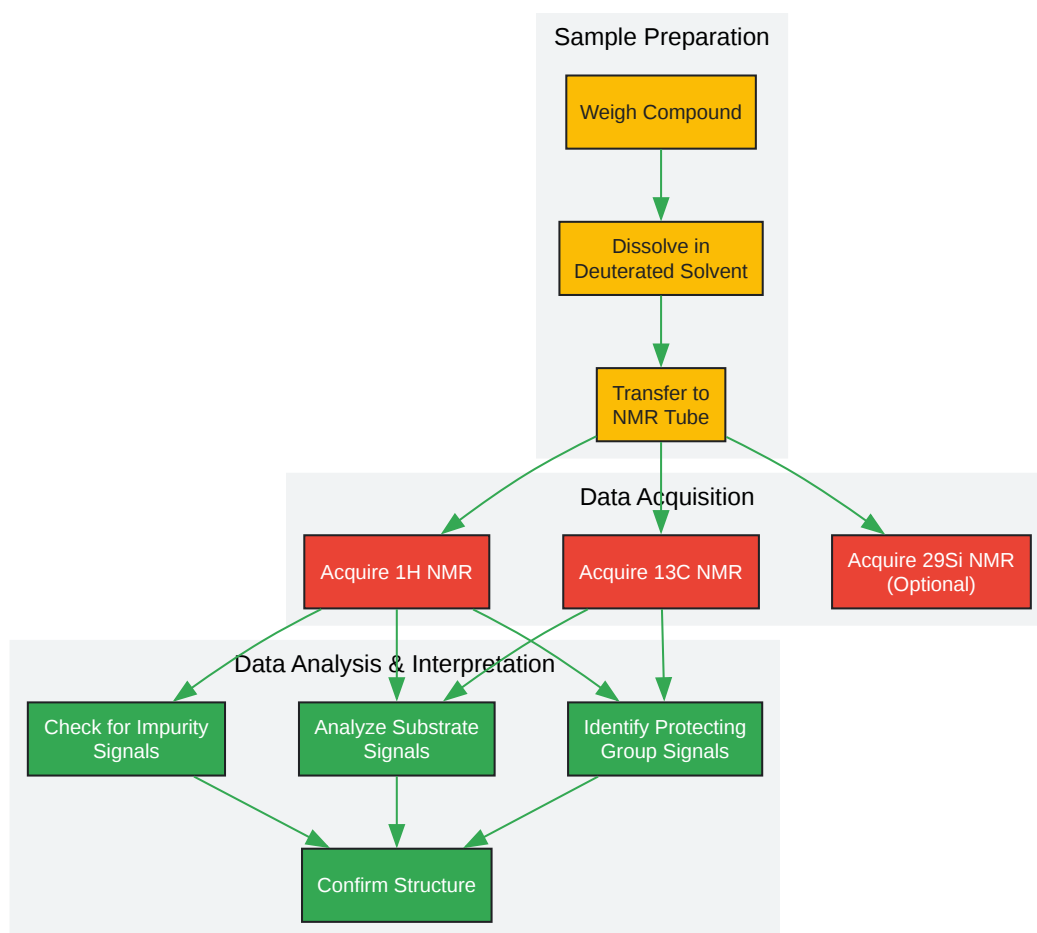 Sample Preparation
Weigh Compound
Dissolve in
Deuterated Solvent
Transfer to
NMR Tube
Data Acquisition
Acquire 1H NMR
Acquire 13C NMR
Acquire 29Si NMR
(Optional)
Data Analysis & Interpretation
Check for Impurity
Signals
Analyze Substrate
Signals
Identify Protecting
Group Signals
Confirm Structure